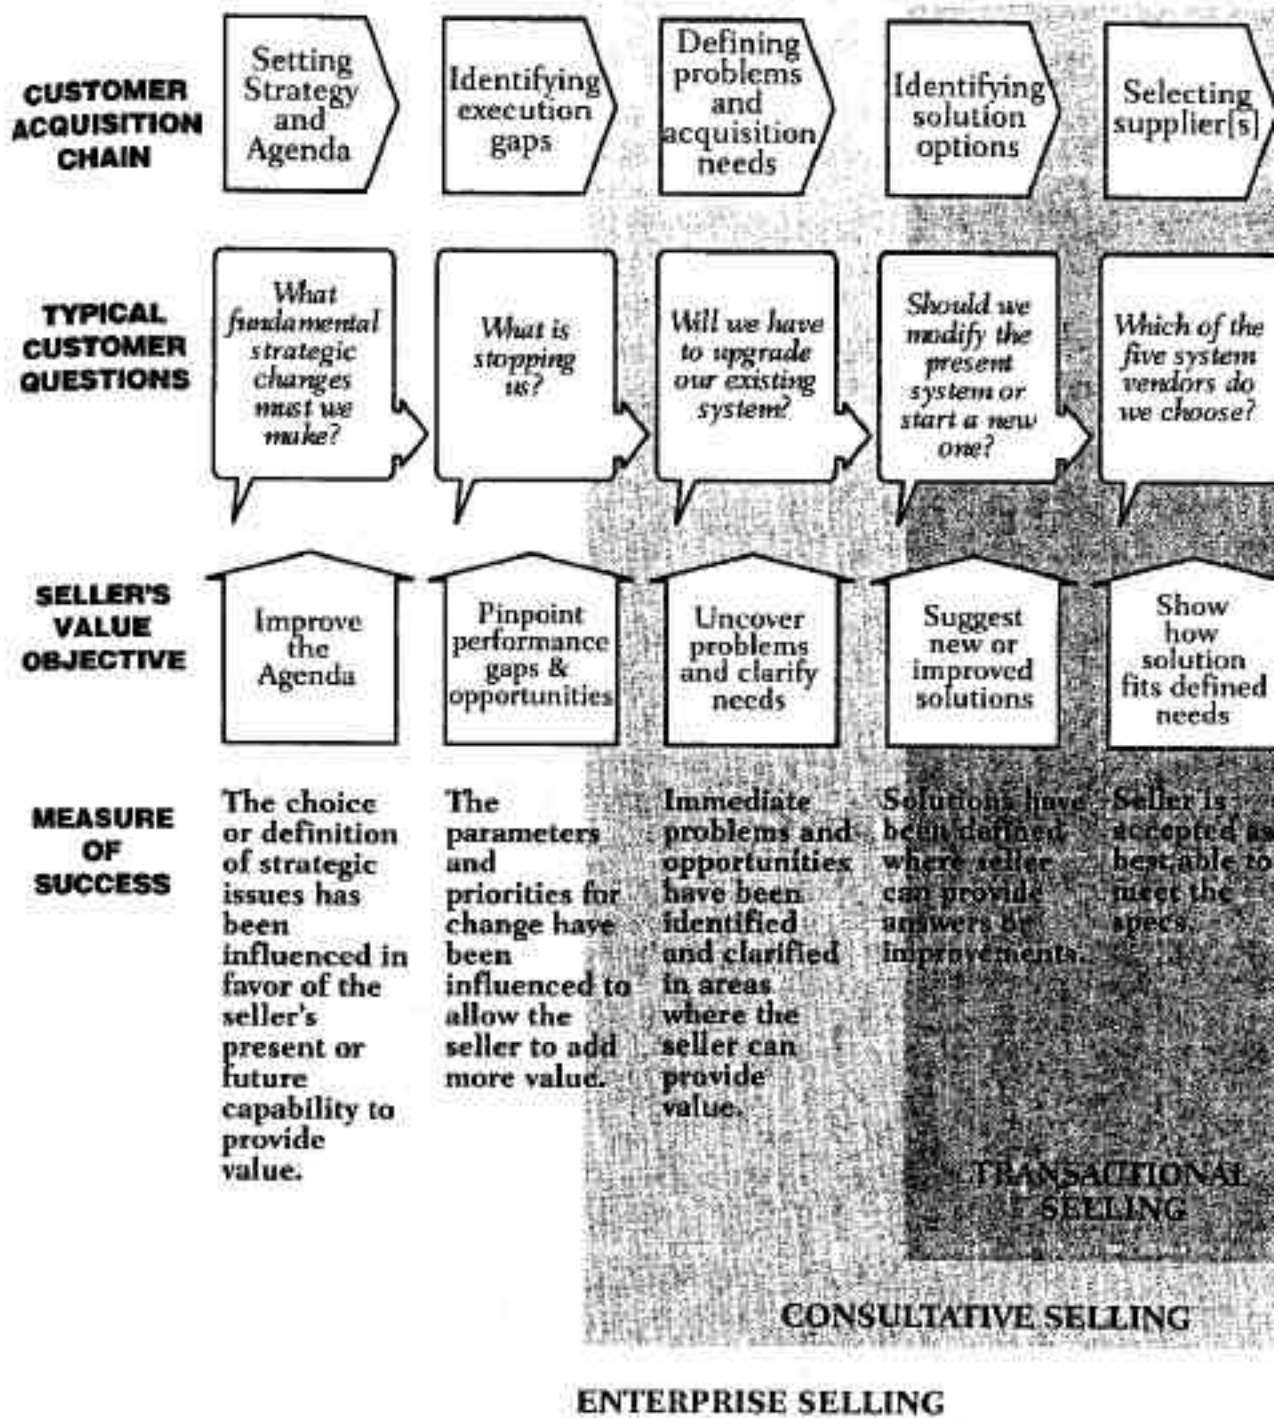 CUSTOMER
ACQUISITION
CHAIN
Setting
Strategy
and
Agenda
Identifying
execution
gaps
Defining
problems
and
acquisition
needs
Identifying
solution
options
Selecting
supplier[s]
TYPICAL
CUSTOMER
QUESTIONS
What
fundamental
strategic
changes
must we
make?
What is
stopping
us?
Will we have
to upgrade
our existing
system?
Should we
modify the
present
system or
start a new
one?
Which of the
five system
vendors do
we choose?
SELLER'S
VALUE
OBJECTIVE
Improve
the
Agenda
Pinpoint
performance
gaps &
opportunities
Uncover
problems
and clarify
needs
Suggest
new or
improved
solutions
Show
how
solution
fits defined
needs
MEASURE
OF
SUCCESS
The choice
or definition
of strategic
issues has
been
influenced in
favor of the
seller's
present or
future
capability to
provide
value.
The
parameters
and
priorities for
change have
been
influenced to
allow the
seller to add
more value.
Immediate
problems and
opportunities
have been
identified
and clarified
in areas
where the
seller can
provide
value.
Solutions have
been defined
where seller
can provide
answers or
improvements.
Seller is
accepted as
best able to
meet the
specs.
TRANSACTIONAL
SELLING
CONSULTATIVE SELLING
ENTERPRISE SELLING